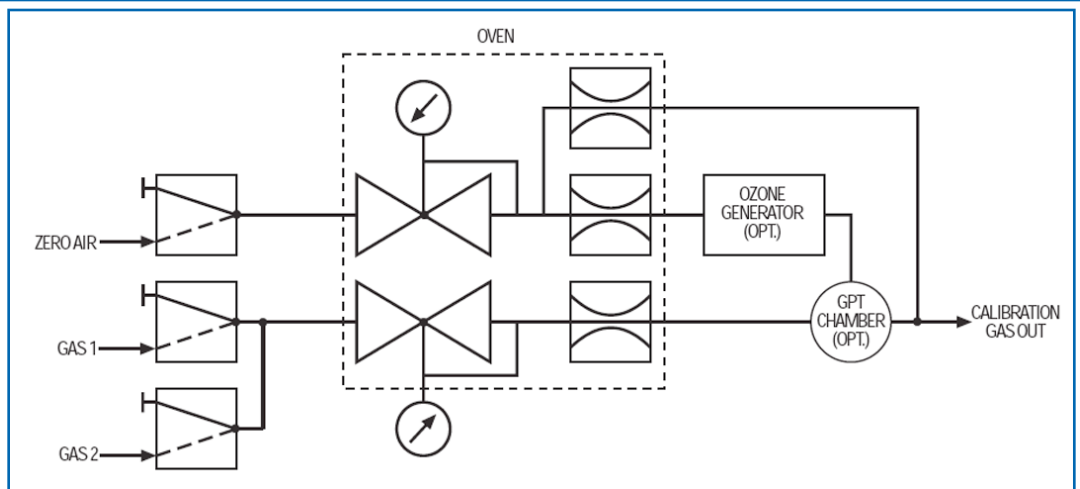 OVEN
ZERO AIR
OZONE
GENERATOR
(OPT.)
GAS 1
GPT
CHAMBER
(OPT.)
CALIBRATION
GAS OUT
GAS 2